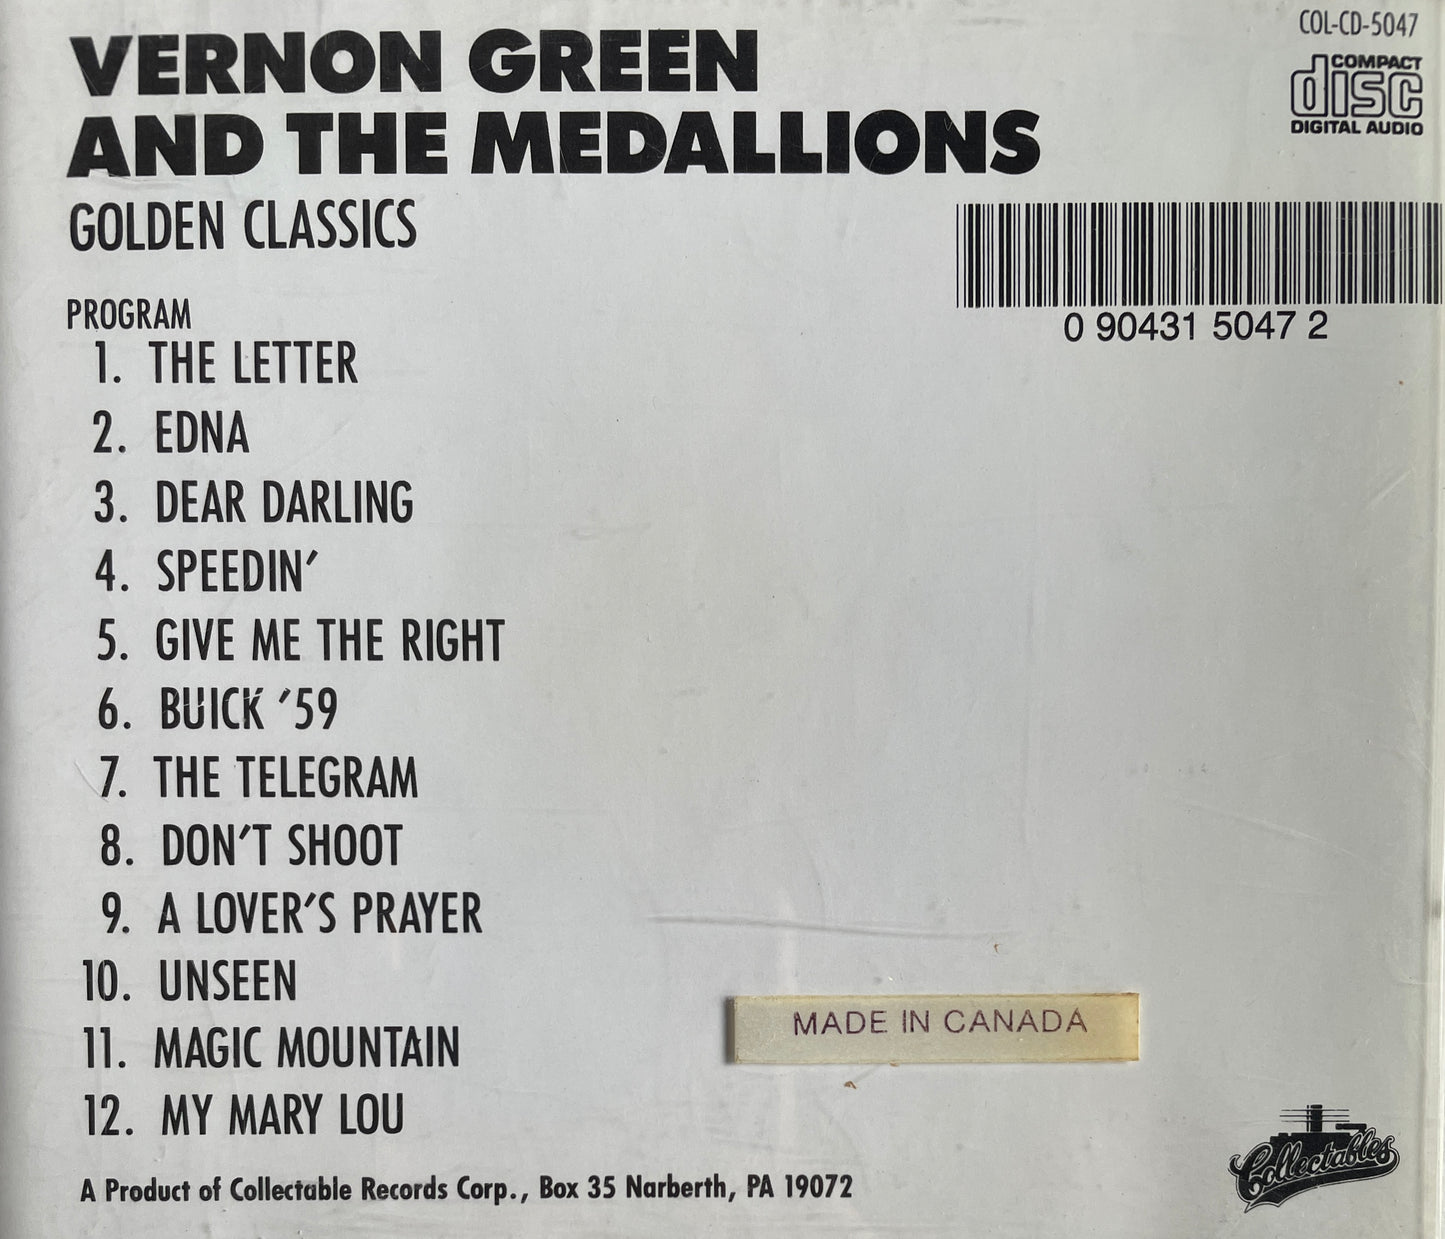 VERNON GREEN
AND THE MEDALLIONS
GOLDEN CLASSICS
COL-CD-5047
COMPACT
disc
DIGITAL AUDIO
0 90431 5047 2
PROGRAM
1. THE LETTER
2. EDNA
3. DEAR DARLING
4. SPEEDIN'
5. GIVE ME THE RIGHT
6. BUICK '59
7. THE TELEGRAM
8. DON'T SHOOT
9. A LOVER'S PRAYER
10. UNSEEN
11. MAGIC MOUNTAIN
12. MY MARY LOU
MADE IN CANADA
A Product of Collectable Records Corp., Box 35 Narberth, PA 19072
Collectables